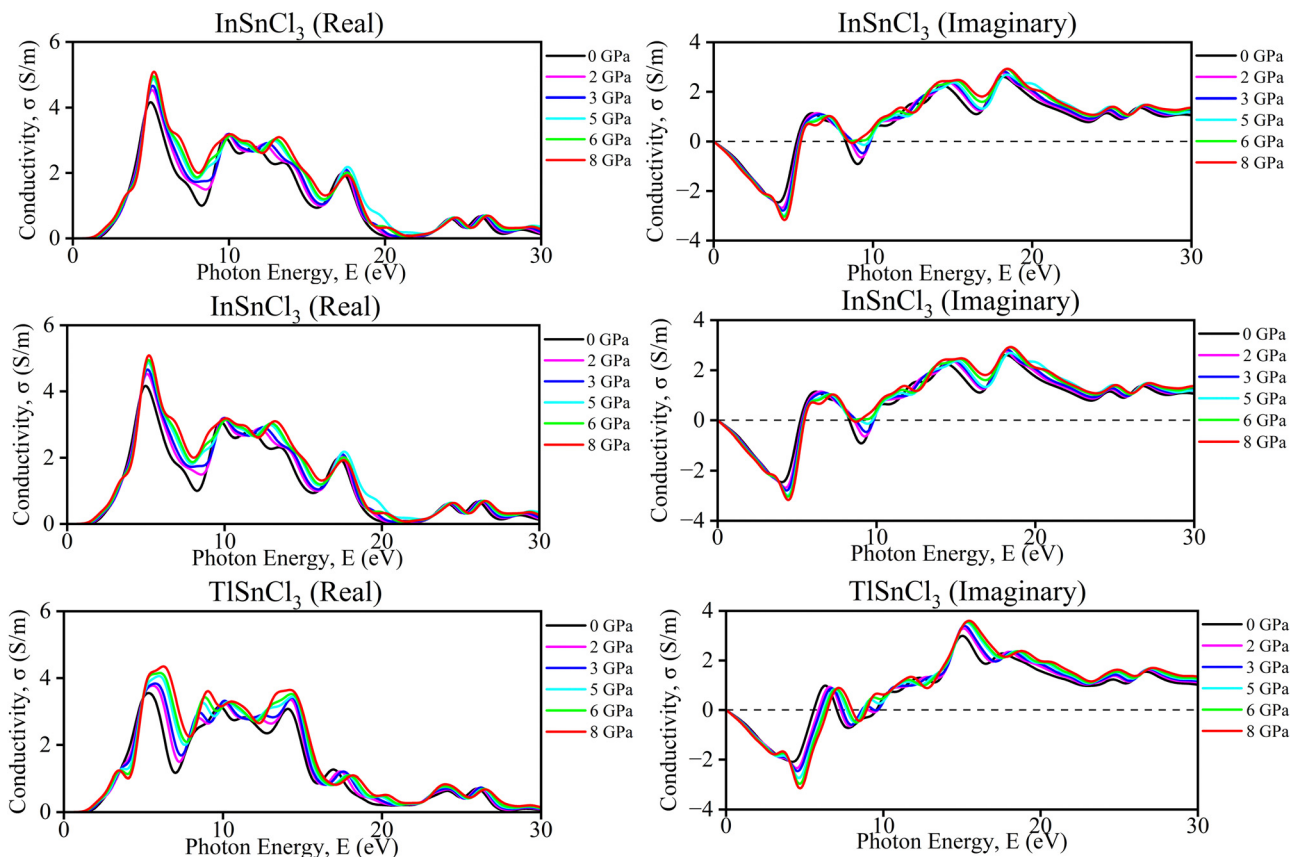 InSnCl₃ (Real)
Conductivity, σ (S/m)
6
4
2
0
0
10
20
30
Photon Energy, E (eV)
0 GPa
2 GPa
3 GPa
5 GPa
6 GPa
8 GPa
InSnCl₃ (Imaginary)
Conductivity, σ (S/m)
4
2
0
−2
−4
0
10
20
30
Photon Energy, E (eV)
0 GPa
2 GPa
3 GPa
5 GPa
6 GPa
8 GPa
InSnCl₃ (Real)
Conductivity, σ (S/m)
6
4
2
0
0
10
20
30
Photon Energy, E (eV)
0 GPa
2 GPa
3 GPa
5 GPa
6 GPa
8 GPa
InSnCl₃ (Imaginary)
Conductivity, σ (S/m)
4
2
0
−2
−4
0
10
20
30
Photon Energy, E (eV)
0 GPa
2 GPa
3 GPa
5 GPa
6 GPa
8 GPa
TlSnCl₃ (Real)
Conductivity, σ (S/m)
6
4
2
0
0
10
20
30
Photon Energy, E (eV)
0 GPa
2 GPa
3 GPa
5 GPa
6 GPa
8 GPa
TlSnCl₃ (Imaginary)
Conductivity, σ (S/m)
4
2
0
−2
−4
0
10
20
30
Photon Energy, E (eV)
0 GPa
2 GPa
3 GPa
5 GPa
6 GPa
8 GPa